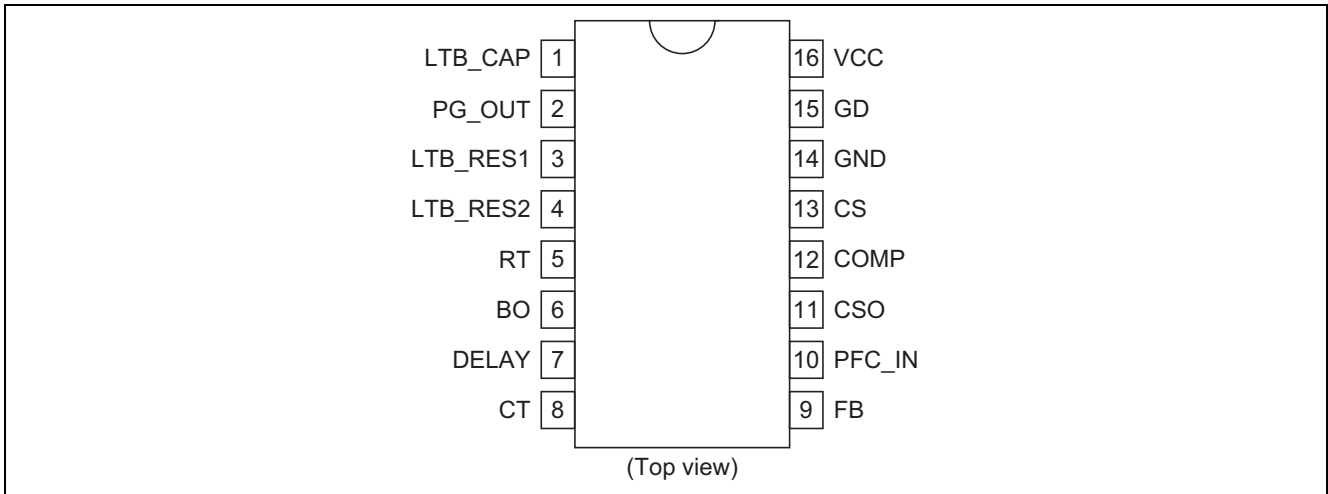 LTB_CAP 1 16 VCC
PG_OUT 2 15 GD
LTB_RES1 3 14 GND
LTB_RES2 4 13 CS
RT 5 12 COMP
BO 6 11 CSO
DELAY 7 10 PFC_IN
CT 8 9 FB
(Top view)